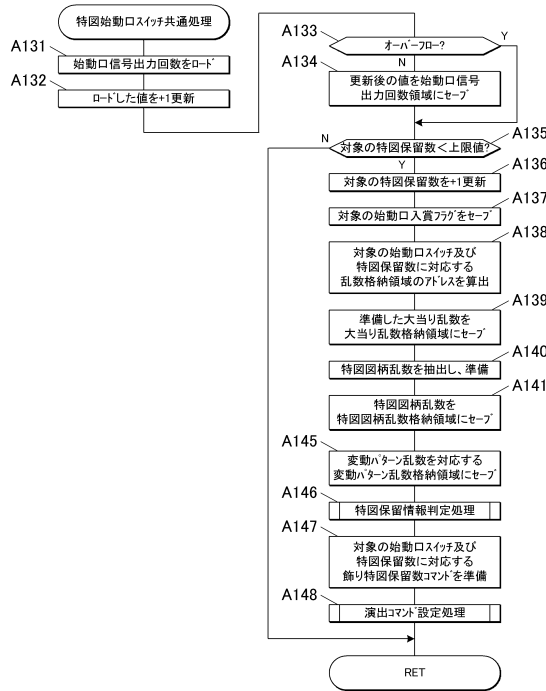 特図始動口スイッチ共通処理
A131
始動口信号出力回数をロード
A132
ロードした値を+1更新
A133
オーバーフロー?
Y
N
A134
更新後の値を始動口信号
出力回数領域にセーブ
A135
対象の特図保留数<上限値?
N
Y
A136
対象の特図保留数を+1更新
A137
対象の始動口入賞フラグをセーブ
A138
対象の始動口スイッチ及び
特図保留数に対応する
乱数格納領域のアドレスを算出
A139
準備した大当り乱数を
大当り乱数格納領域にセーブ
A140
特図図柄乱数を抽出し、準備
A141
特図図柄乱数を
特図図柄乱数格納領域にセーブ
A145
変動パターン乱数を対応する
変動パターン乱数格納領域にセーブ
A146
特図保留情報判定処理
A147
対象の始動口スイッチ及び
特図保留数に対応する
飾り特図保留数コマンドを準備
A148
演出コマンド設定処理
RET